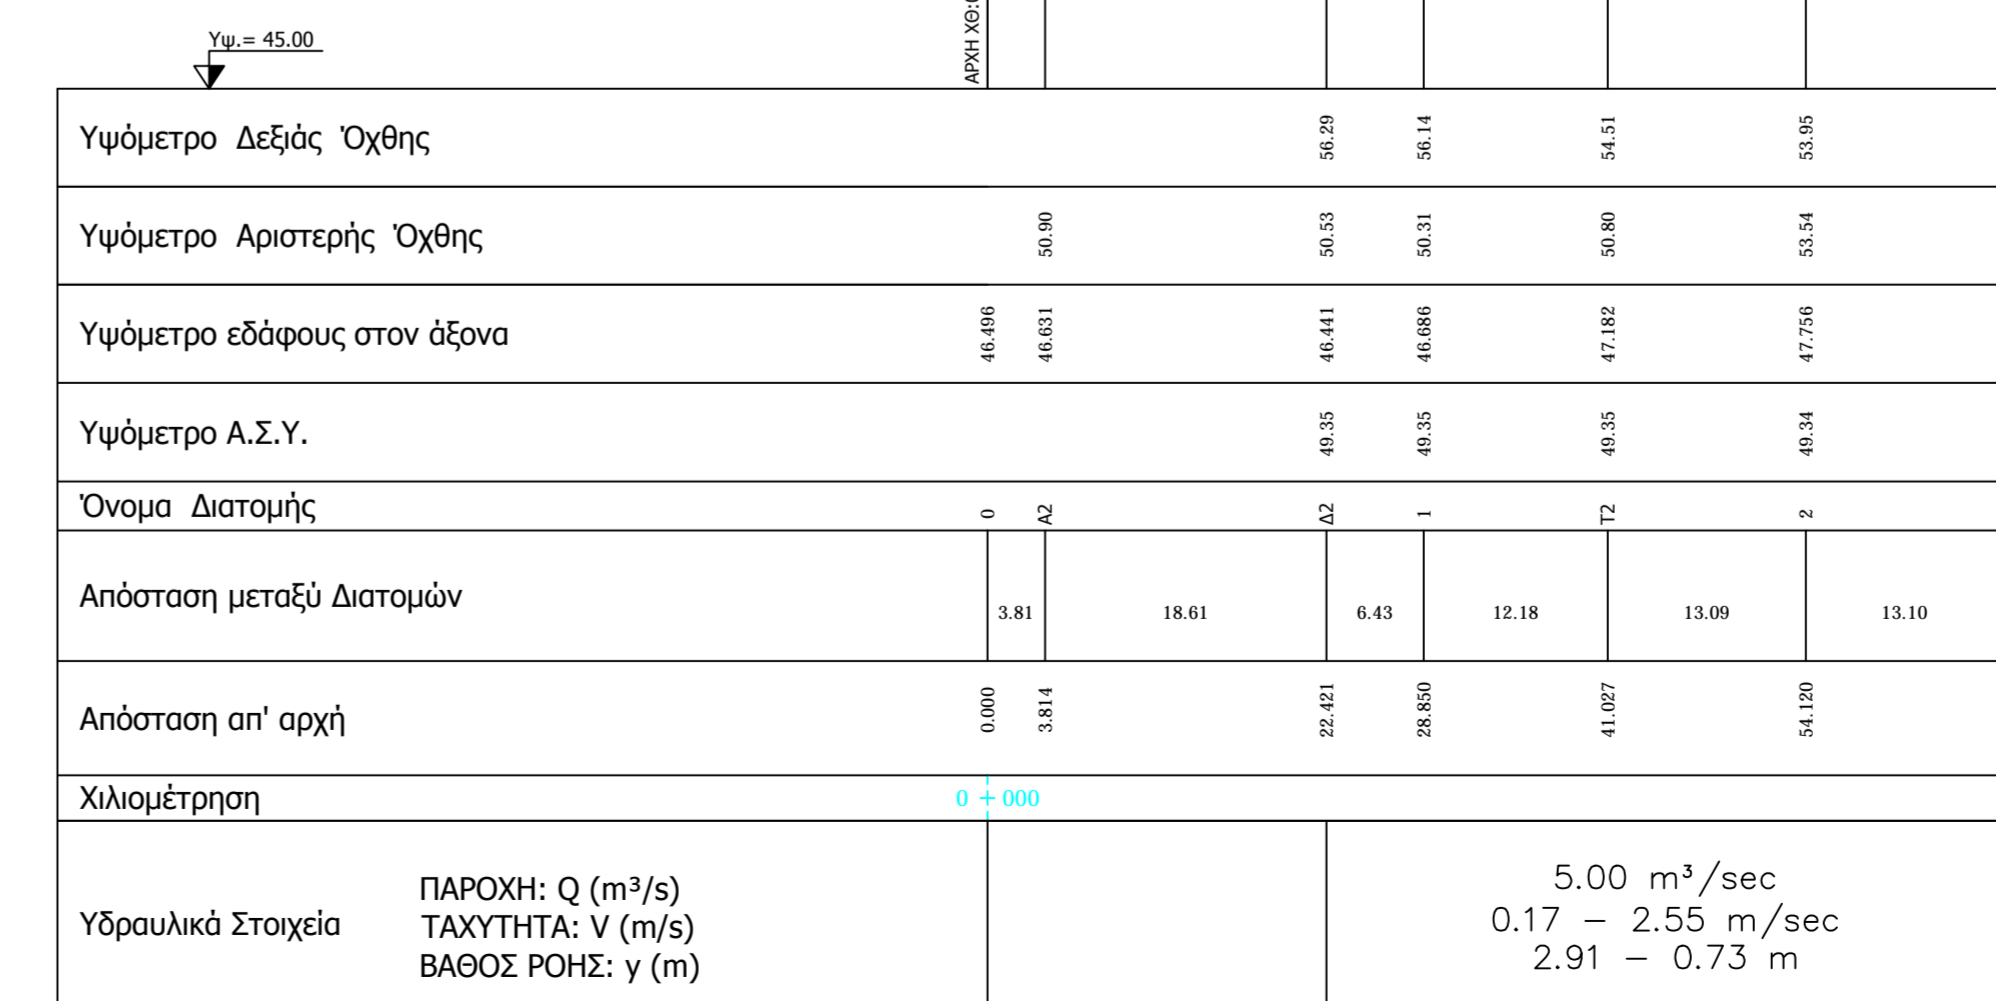 ΑΡΧΗ ΧΘ:
Υψ.= 45.00
Υψόμετρο Δεξιάς Όχθης 56.29 56.14 54.51 53.95
Υψόμετρο Αριστερής Όχθης 50.90 50.53 50.31 50.80 53.54
Υψόμετρο εδάφους στον άξονα 46.496 46.631 46.441 46.686 47.182 47.756
Υψόμετρο Α.Σ.Υ. 49.35 49.35 49.35 49.34
Όνομα Διατομής 0 Α2 Δ2 1 Τ2 2
Απόσταση μεταξύ Διατομών 3.81 18.61 6.43 12.18 13.09 13.10
Απόσταση απ' αρχή 0.000 3.814 22.421 28.850 41.027 54.120
Χιλιομέτρηση 0 + 000
Υδραυλικά Στοιχεία
ΠΑΡΟΧΗ: Q (m³/s)
ΤΑΧΥΤΗΤΑ: V (m/s)
ΒΑΘΟΣ ΡΟΗΣ: y (m)
5.00 m³/sec
0.17 – 2.55 m/sec
2.91 – 0.73 m